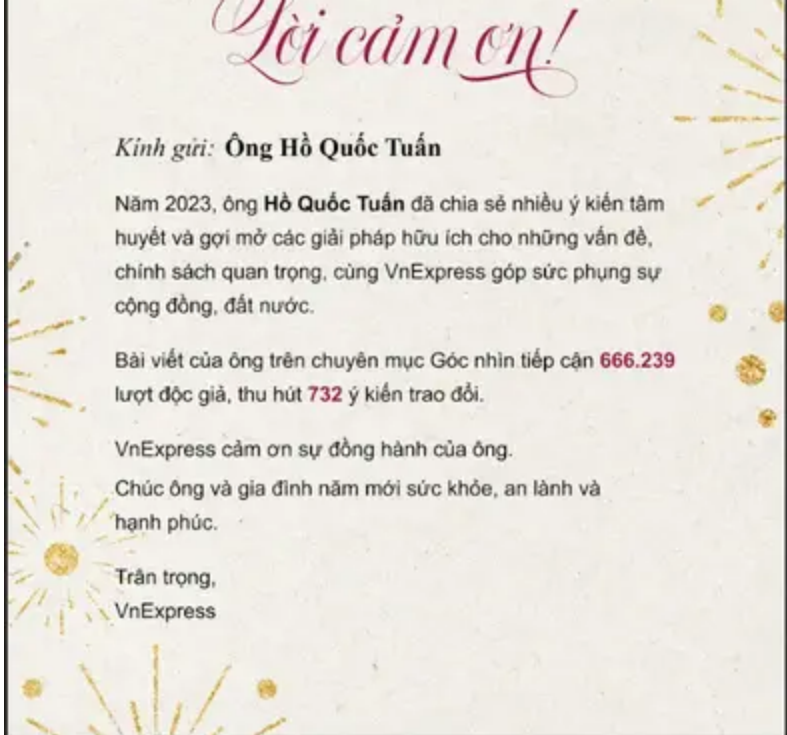 Lời cảm ơn!
Kính gửi: Ông Hồ Quốc Tuấn
Năm 2023, ông Hồ Quốc Tuấn đã chia sẻ nhiều ý kiến tâm
huyết và gợi mở các giải pháp hữu ích cho những vấn đề,
chính sách quan trọng, cùng VnExpress góp sức phụng sự
cộng đồng, đất nước.
Bài viết của ông trên chuyên mục Góc nhìn tiếp cận 666.239
lượt độc giả, thu hút 732 ý kiến trao đổi.
VnExpress cảm ơn sự đồng hành của ông.
Chúc ông và gia đình năm mới sức khỏe, an lành và
hạnh phúc.
Trân trọng,
VnExpress